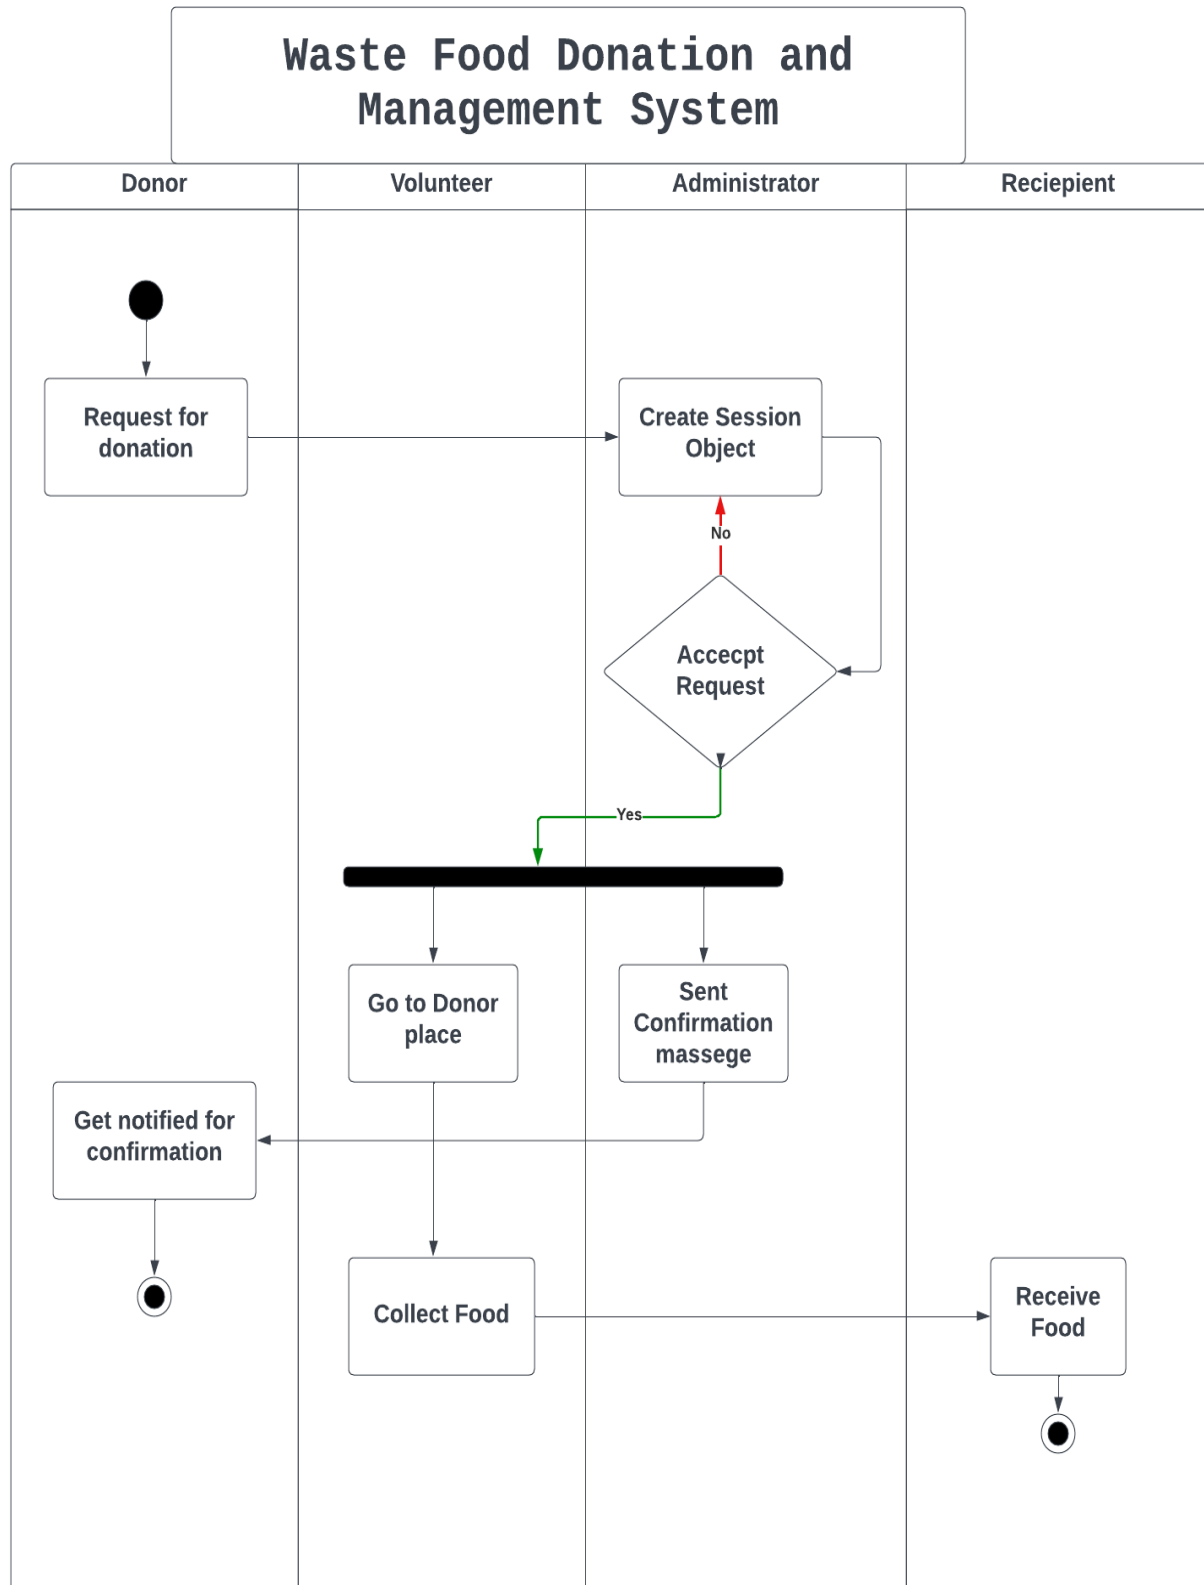 Waste Food Donation and
Management System
Donor
Volunteer
Administrator
Reciepient
Request for
donation
Create Session
Object
No
Accecpt
Request
Yes
Go to Donor
place
Sent
Confirmation
massege
Get notified for
confirmation
Collect Food
Receive
Food